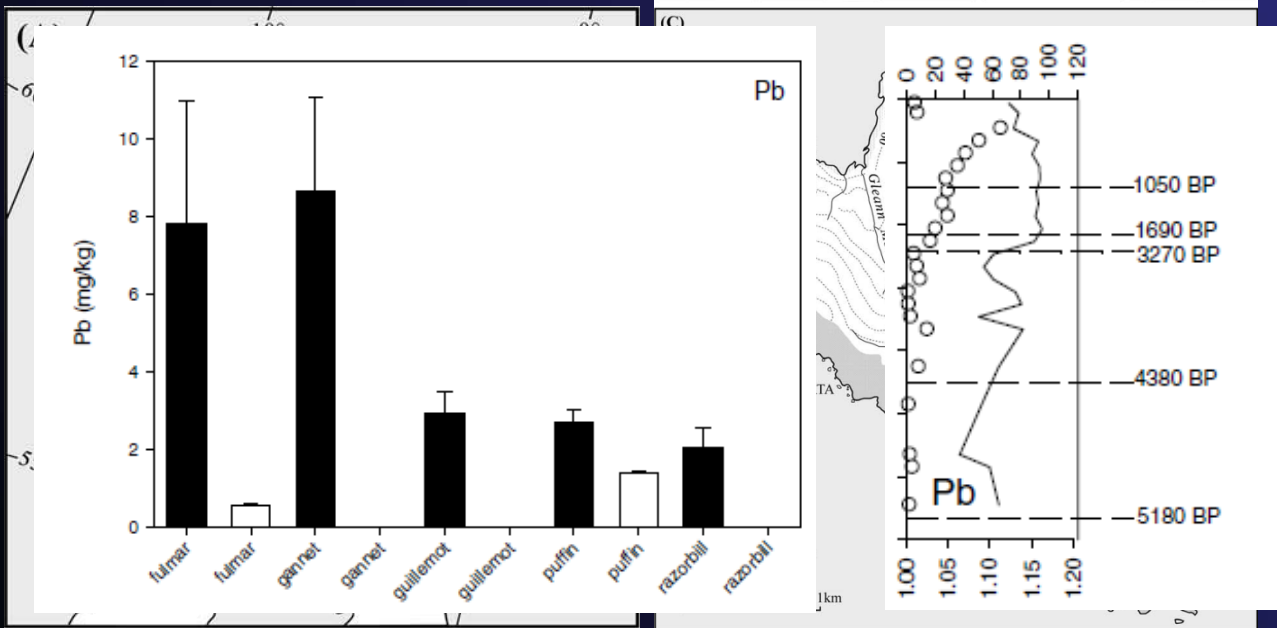 (C)
12
10
8
6
4
2
0
Pb (mg/kg)
Pb
fulmar
fulmar
gannet
gannet
guillemot
guillemot
puffin
puffin
razorbill
razorbill
Gleann
TA
1km
0 20 40 60 80 100 120
1050 BP
1690 BP
3270 BP
4380 BP
5180 BP
Pb
1.00 1.05 1.10 1.15 1.20